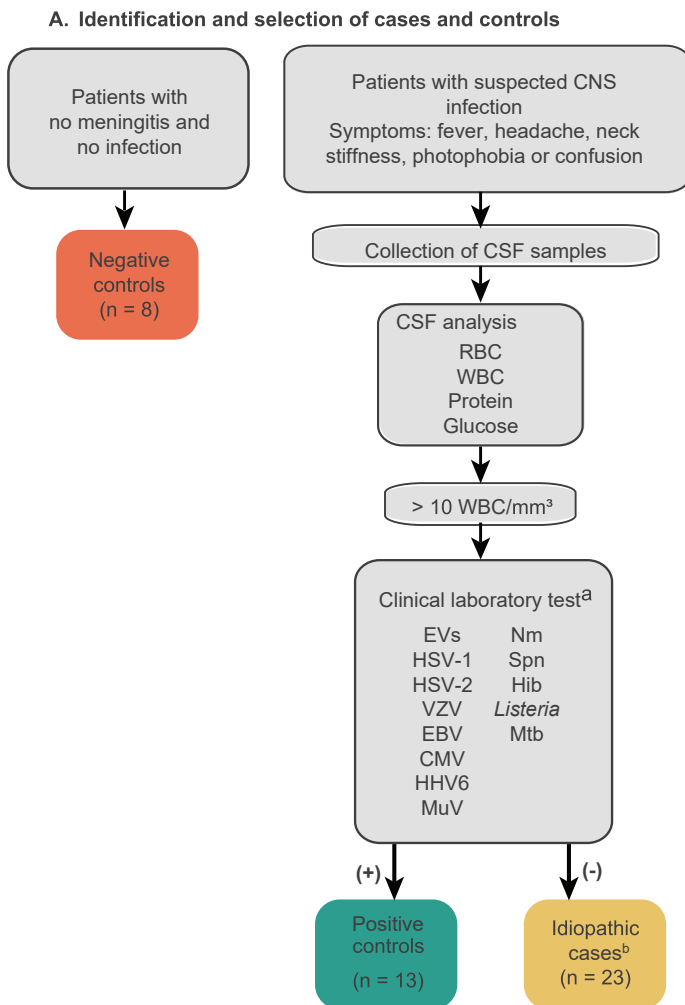 A. Identification and selection of cases and controls
Patients with
no meningitis and
no infection
Negative
controls
(n = 8)
Patients with suspected CNS
infection
Symptoms: fever, headache, neck
stiffness, photophobia or confusion
Collection of CSF samples
CSF analysis
RBC
WBC
Protein
Glucose
> 10 WBC/mm³
Clinical laboratory testᵃ
EVs
HSV-1
HSV-2
VZV
EBV
CMV
HHV6
MuV
Nm
Spn
Hib
Listeria
Mtb
(+)
(-)
Positive
controls
(n = 13)
Idiopathic
casesᵇ
(n = 23)